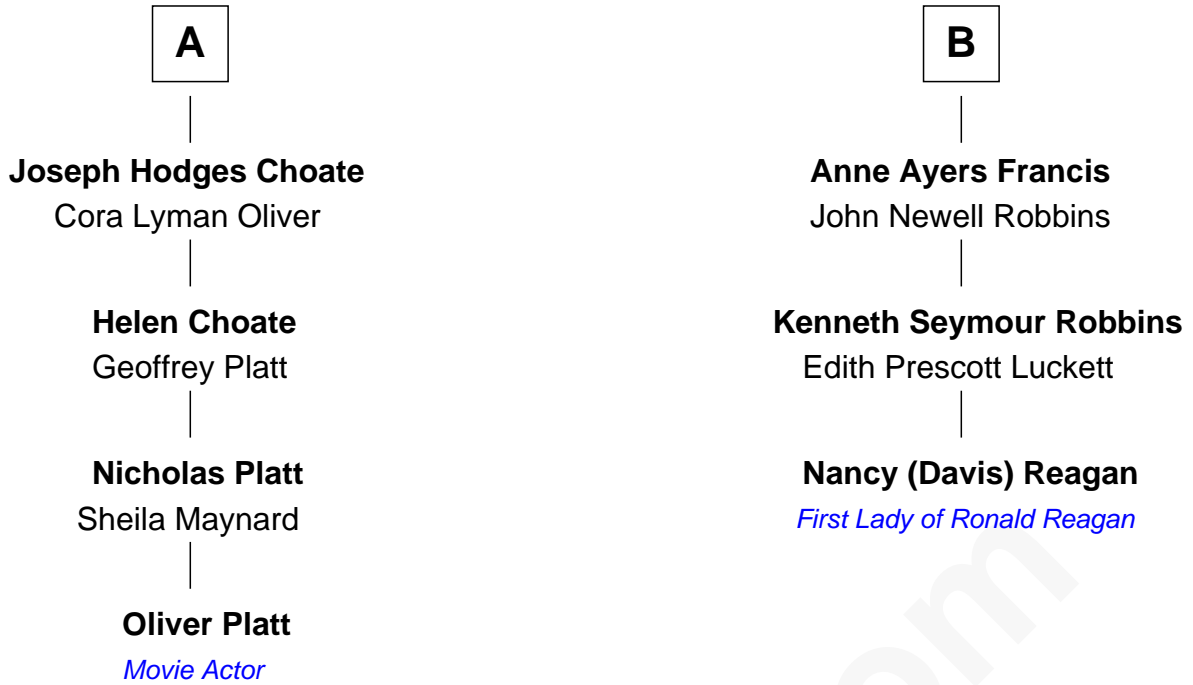 A
Joseph Hodges Choate
Cora Lyman Oliver
Helen Choate
Geoffrey Platt
Nicholas Platt
Sheila Maynard
Oliver Platt
Movie Actor
B
Anne Ayers Francis
John Newell Robbins
Kenneth Seymour Robbins
Edith Prescott Luckett
Nancy (Davis) Reagan
First Lady of Ronald Reagan
om